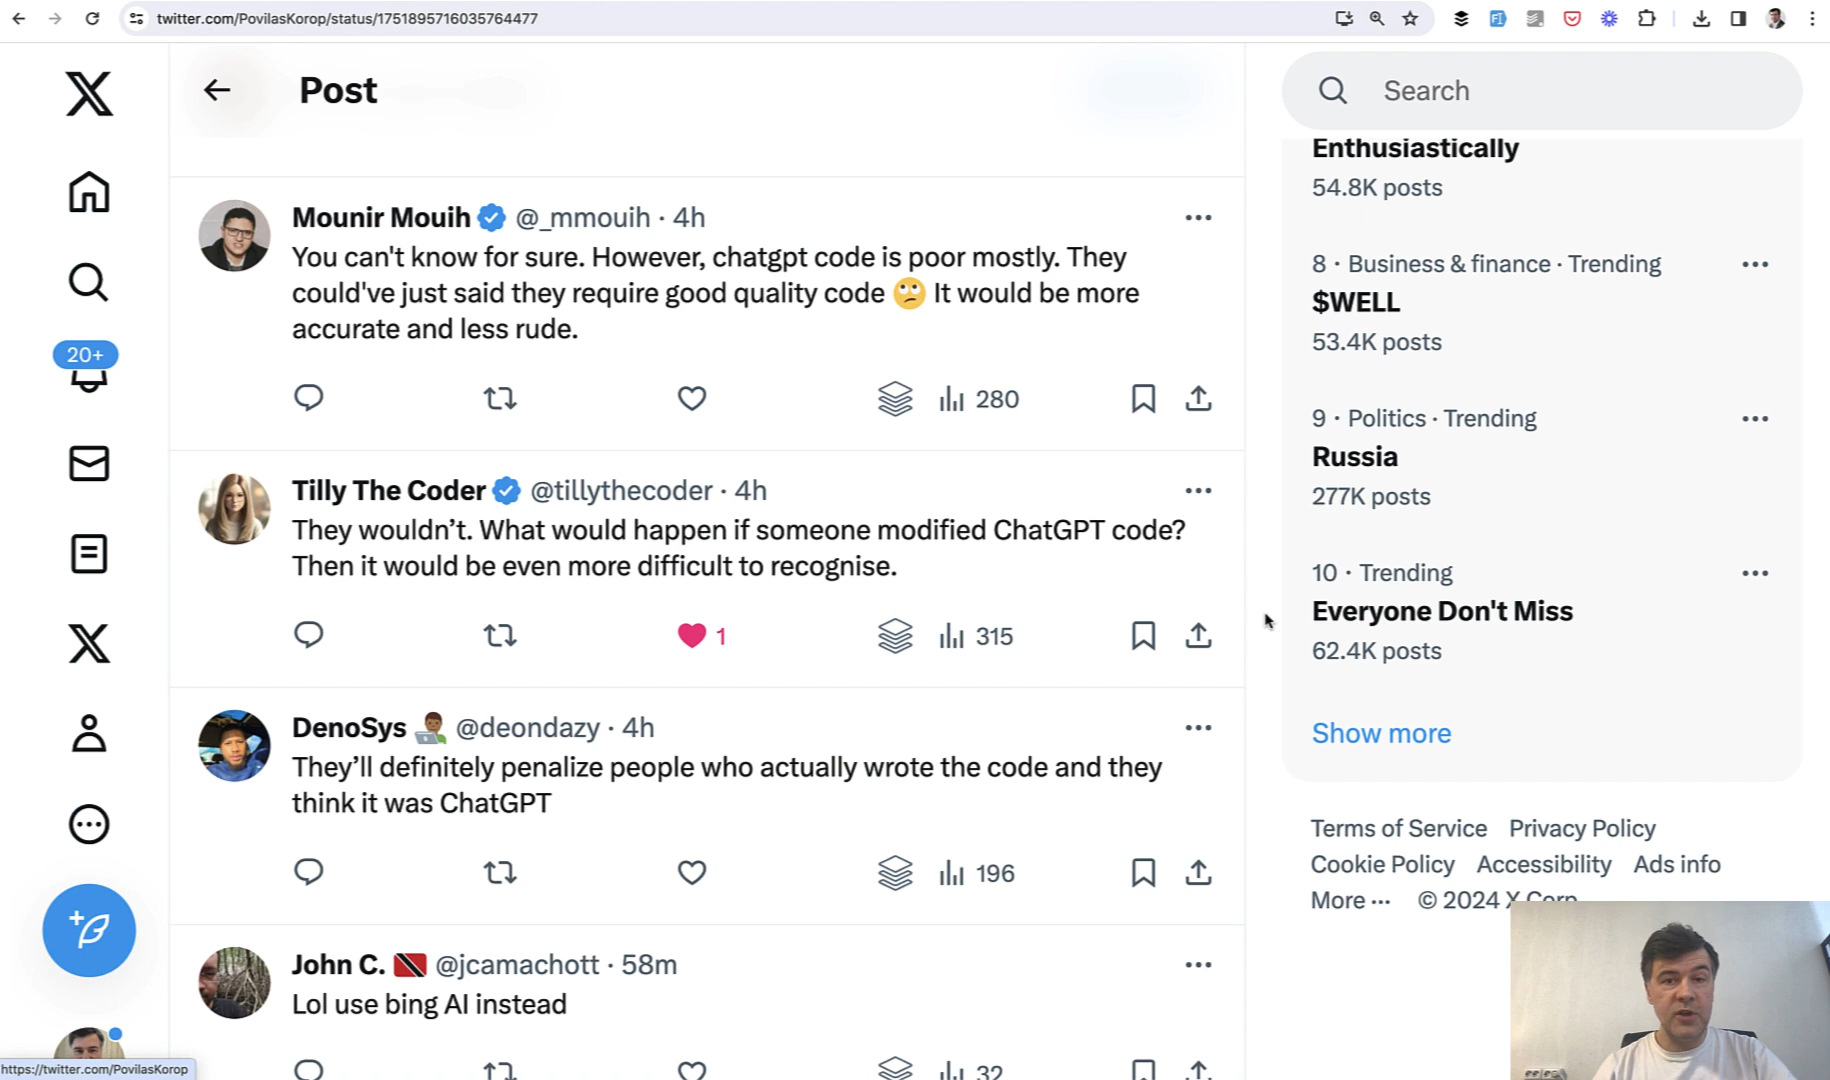 twitter.com/PovilasKorop/status/1751895716035764477
Post
Search
20+
Mounir Mouih @_mmouih · 4h
You can't know for sure. However, chatgpt code is poor mostly. They
could've just said they require good quality code 🙄 It would be more
accurate and less rude.
280
Tilly The Coder @tillythecoder · 4h
They wouldn’t. What would happen if someone modified ChatGPT code?
Then it would be even more difficult to recognise.
1
315
DenoSys 👨🏾‍💻 @deondazy · 4h
They’ll definitely penalize people who actually wrote the code and they
think it was ChatGPT
196
John C. 🇹🇹 @jcamachott · 58m
Lol use bing AI instead
32
Enthusiastically
54.8K posts
8 · Business & finance · Trending
$WELL
53.4K posts
9 · Politics · Trending
Russia
277K posts
10 · Trending
Everyone Don't Miss
62.4K posts
Show more
Terms of Service Privacy Policy
Cookie Policy Accessibility Ads info
More ··· © 2024 X Corp
https://twitter.com/PovilasKorop